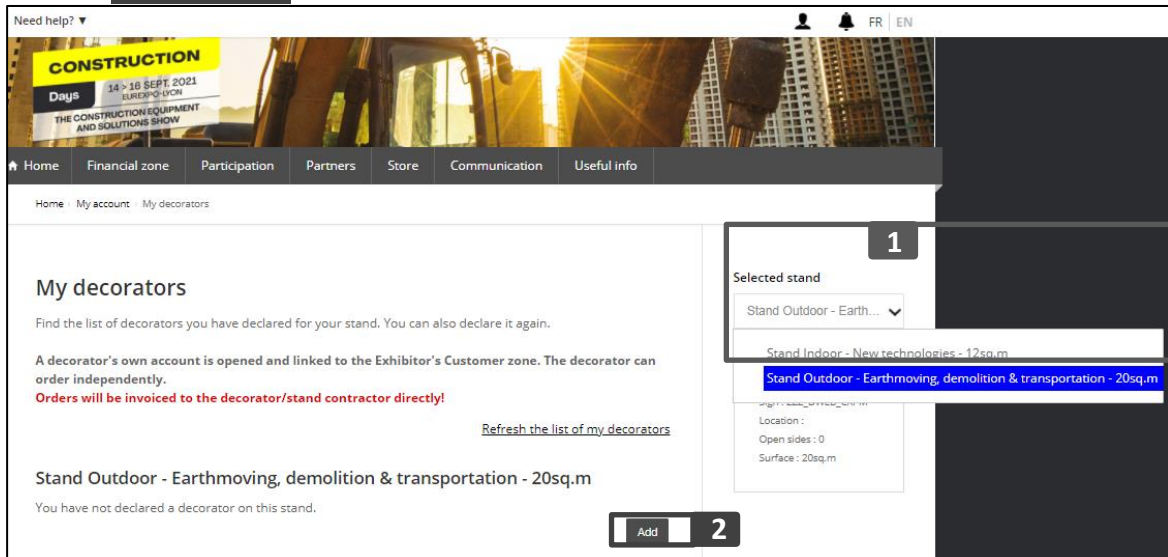 Need help? ▼
FR | EN
CONSTRUCTION
Days
14 > 16 SEPT. 2021
EUREXPO-LYON
THE CONSTRUCTION EQUIPMENT
AND SOLUTIONS SHOW
Home Financial zone Participation Partners Store Communication Useful info
Home › My account › My decorators
1
Selected stand
Stand Outdoor - Earth...
Stand Indoor - New technologies - 12sq.m
Stand Outdoor - Earthmoving, demolition & transportation - 20sq.m
Location :
Open sides : 0
Surface : 20sq.m
My decorators
Find the list of decorators you have declared for your stand. You can also declare it again.
A decorator's own account is opened and linked to the Exhibitor's Customer zone. The decorator can
order independently.
Orders will be invoiced to the decorator/stand contractor directly!
Refresh the list of my decorators
Stand Outdoor - Earthmoving, demolition & transportation - 20sq.m
You have not declared a decorator on this stand.
Add 2